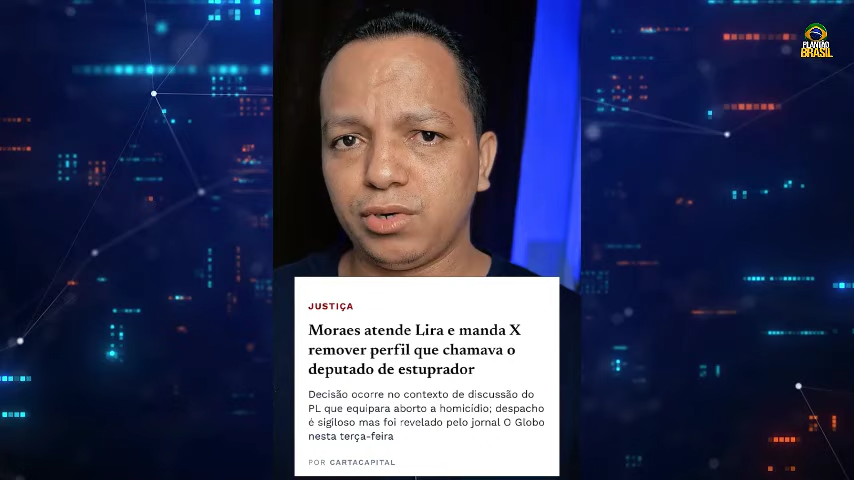 PLANTÃO
BRASIL
JUSTIÇA
Moraes atende Lira e manda X
remover perfil que chamava o
deputado de estuprador
Decisão ocorre no contexto de discussão do
PL que equipara aborto a homicídio; despacho
é sigiloso mas foi revelado pelo jornal O Globo
nesta terça-feira
POR CARTACAPITAL